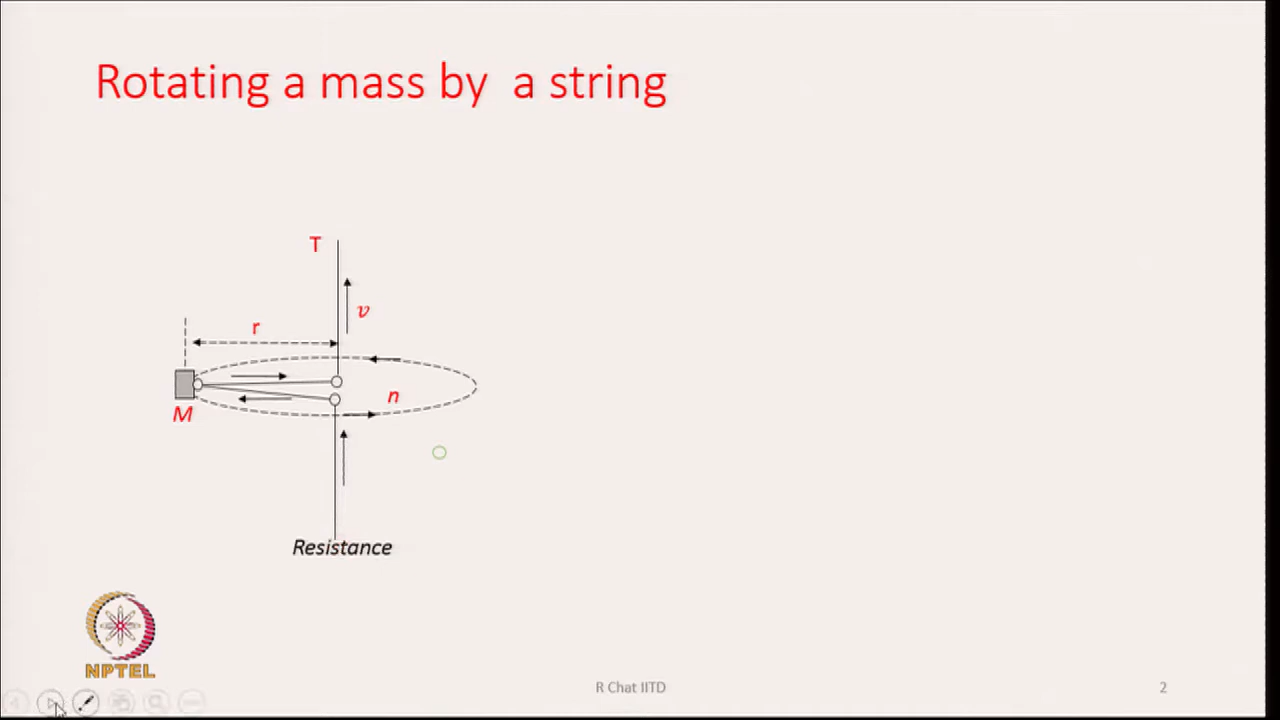 Rotating a mass by a string
T
v
r
n
M
Resistance
NPTEL
R Chat IITD
2